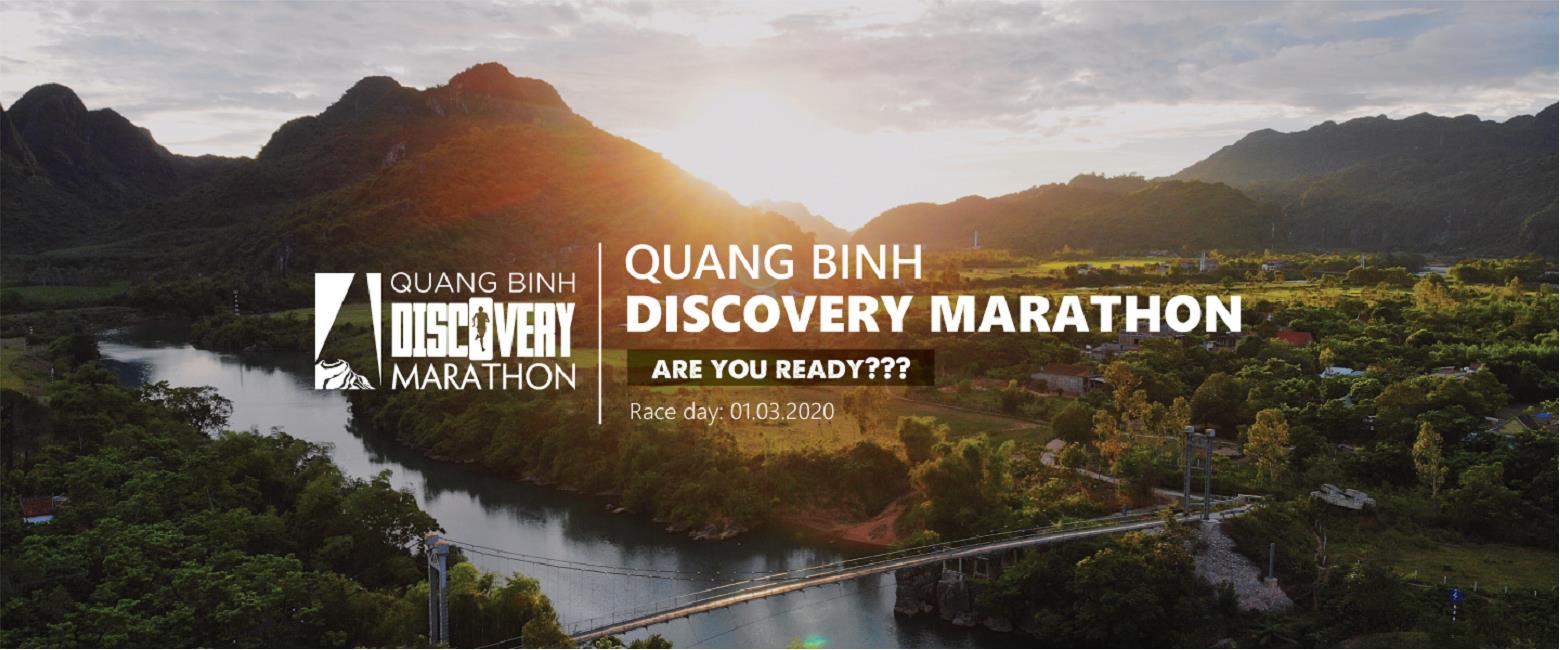 QUANG BINH
DISCOVERY
MARATHON
QUANG BINH
DISCOVERY MARATHON
ARE YOU READY???
Race day: 01.03.2020